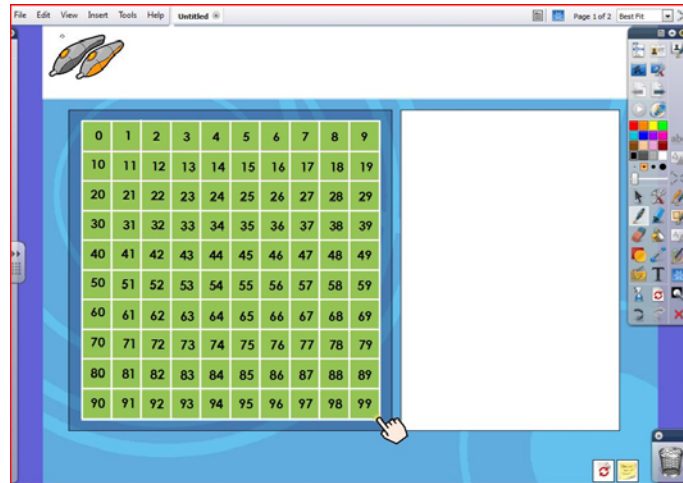 File Edit View Insert Tools Help Untitled Page 1 of 2 Best Fit
0 1 2 3 4 5 6 7 8 9
10 11 12 13 14 15 16 17 18 19
20 21 22 23 24 25 26 27 28 29
30 31 32 33 34 35 36 37 38 39
40 41 42 43 44 45 46 47 48 49
50 51 52 53 54 55 56 57 58 59
60 61 62 63 64 65 66 67 68 69
70 71 72 73 74 75 76 77 78 79
80 81 82 83 84 85 86 87 88 89
90 91 92 93 94 95 96 97 98 99